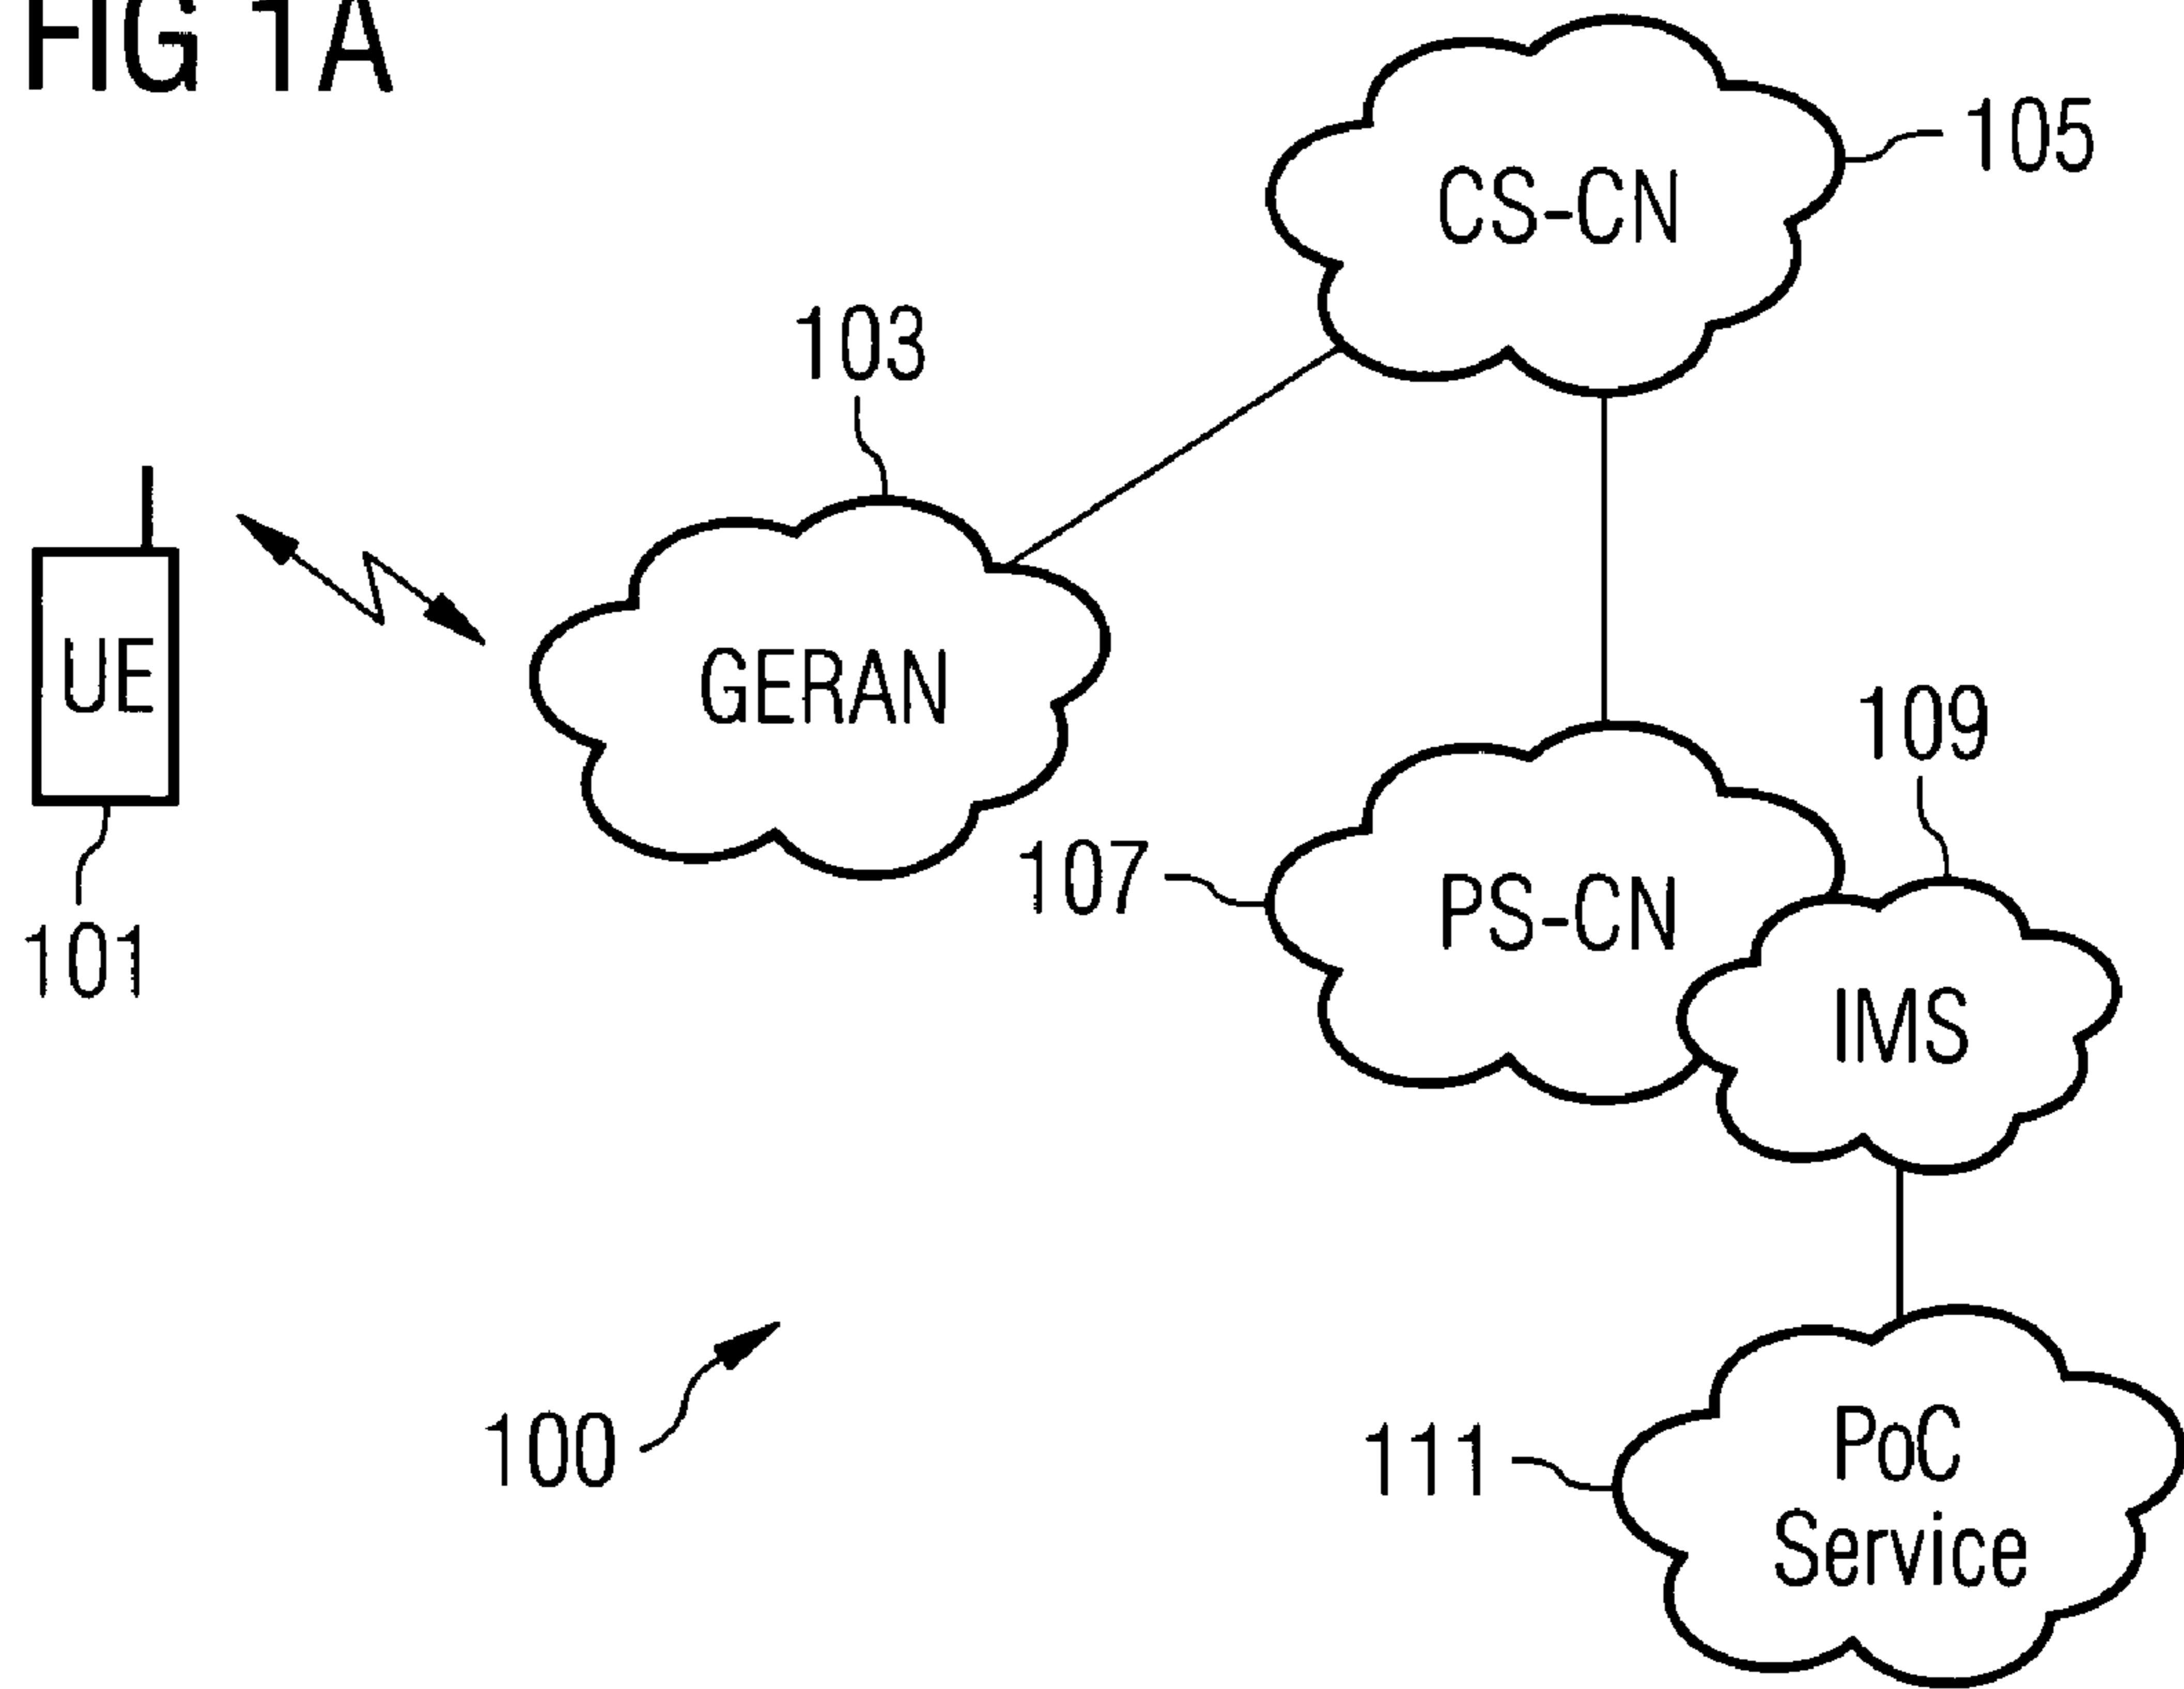 FIG 1A
CS-CN
105
103
GERAN
UE
101
109
107
PS-CN
IMS
100
111
PoC
Service